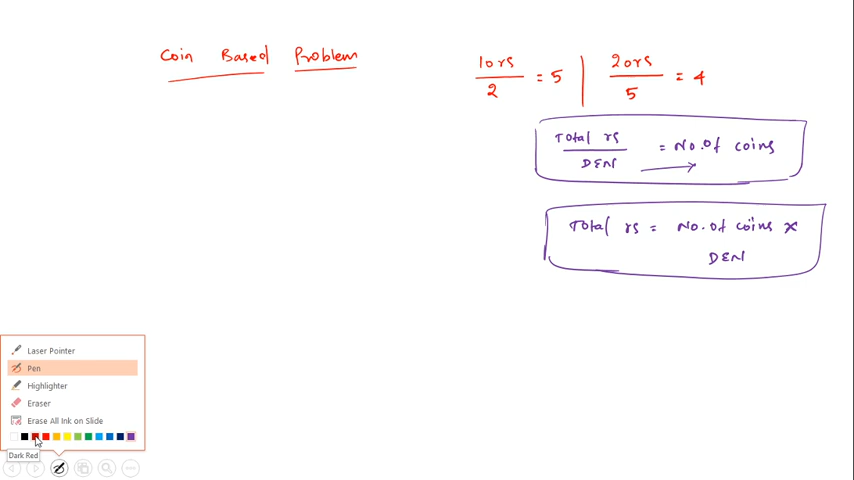 Coin Based Problem
10rs
2
= 5
20rs
5
= 4
Total rs
DEN
= No.of coins
Total rs = No.of coins x
DEN
Laser Pointer
Pen
Highlighter
Eraser
Erase All Ink on Slide
Dark Red